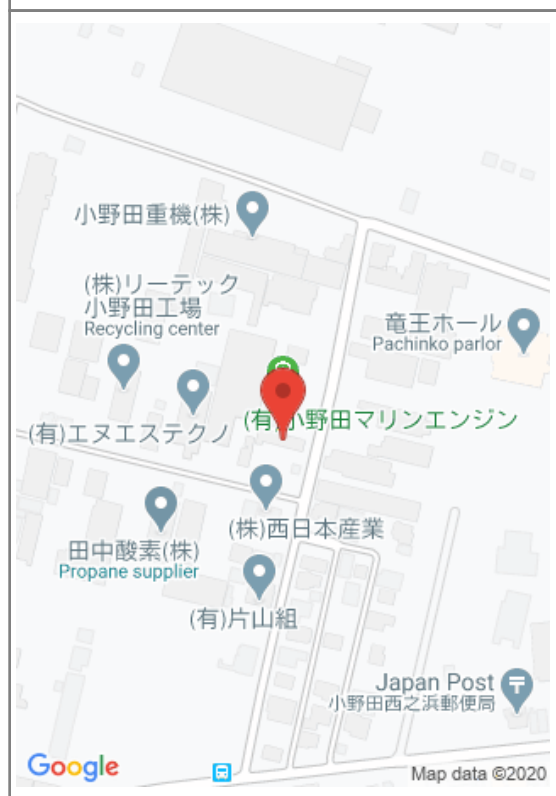 小野田重機(株)
(株)リーテック
小野田工場
Recycling center
竜王ホール
Pachinko parlor
(有)小野田マリンエンジン
(有)エヌエステクノ
(株)西日本産業
田中酸素(株)
Propane supplier
(有)片山組
Japan Post
小野田西之浜郵便局
Google
Map data ©2020